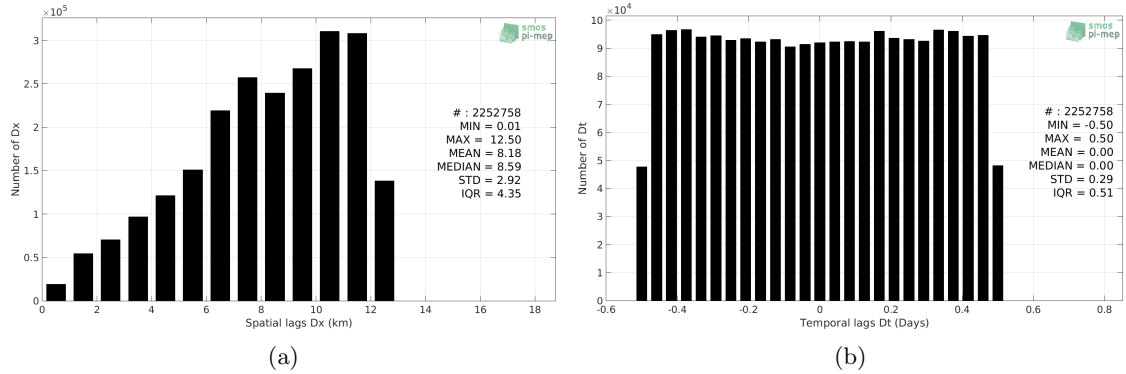 ×10⁵
3
2.5
2
1.5
1
0.5
0
Number of Dx
0 2 4 6 8 10 12 14 16 18
Spatial lags Dx (km)
smos
pi-mep
# : 2252758
MIN = 0.01
MAX = 12.50
MEAN = 8.18
MEDIAN = 8.59
STD = 2.92
IQR = 4.35
(a)
×10⁴
10
9
8
7
6
5
4
3
2
1
0
Number of Dt
-0.6 -0.4 -0.2 0 0.2 0.4 0.6 0.8
Temporal lags Dt (Days)
smos
pi-mep
# : 2252758
MIN = -0.50
MAX = 0.50
MEAN = 0.00
MEDIAN = 0.00
STD = 0.29
IQR = 0.51
(b)